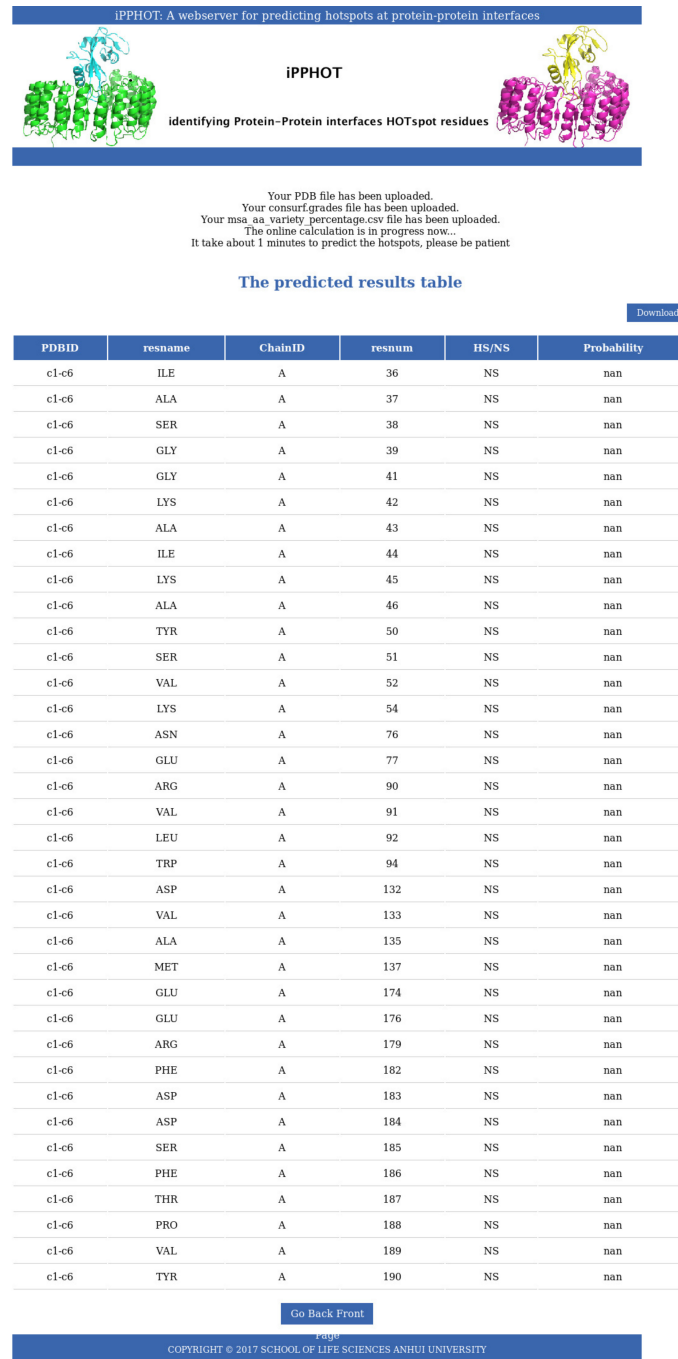 iPPHOT: A webserver for predicting hotspots at protein-protein interfaces
iPPHOT
identifying Protein-Protein interfaces HOTspot residues
Your PDB file has been uploaded.
Your consurf.grades file has been uploaded.
Your msa_aa_variety_percentage.csv file has been uploaded.
The online calculation is in progress now...
It take about 1 minutes to predict the hotspots, please be patient
The predicted results table
Download
PDBID resname ChainID resnum HS/NS Probability
c1-c6 ILE A 36 NS nan
c1-c6 ALA A 37 NS nan
c1-c6 SER A 38 NS nan
c1-c6 GLY A 39 NS nan
c1-c6 GLY A 41 NS nan
c1-c6 LYS A 42 NS nan
c1-c6 ALA A 43 NS nan
c1-c6 ILE A 44 NS nan
c1-c6 LYS A 45 NS nan
c1-c6 ALA A 46 NS nan
c1-c6 TYR A 50 NS nan
c1-c6 SER A 51 NS nan
c1-c6 VAL A 52 NS nan
c1-c6 LYS A 54 NS nan
c1-c6 ASN A 76 NS nan
c1-c6 GLU A 77 NS nan
c1-c6 ARG A 90 NS nan
c1-c6 VAL A 91 NS nan
c1-c6 LEU A 92 NS nan
c1-c6 TRP A 94 NS nan
c1-c6 ASP A 132 NS nan
c1-c6 VAL A 133 NS nan
c1-c6 ALA A 135 NS nan
c1-c6 MET A 137 NS nan
c1-c6 GLU A 174 NS nan
c1-c6 GLU A 176 NS nan
c1-c6 ARG A 179 NS nan
c1-c6 PHE A 182 NS nan
c1-c6 ASP A 183 NS nan
c1-c6 ASP A 184 NS nan
c1-c6 SER A 185 NS nan
c1-c6 PHE A 186 NS nan
c1-c6 THR A 187 NS nan
c1-c6 PRO A 188 NS nan
c1-c6 VAL A 189 NS nan
c1-c6 TYR A 190 NS nan
Go Back Front
Page
COPYRIGHT © 2017 SCHOOL OF LIFE SCIENCES ANHUI UNIVERSITY